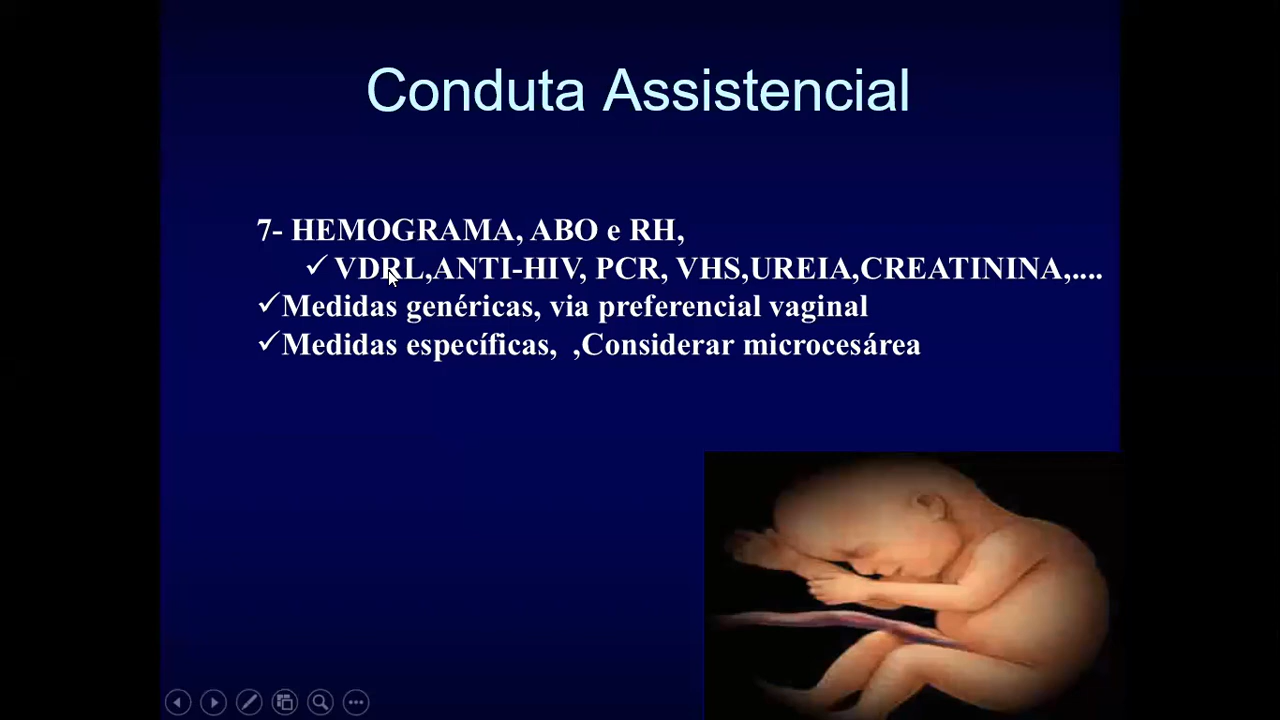 Conduta Assistencial
7- HEMOGRAMA, ABO e RH,
✓ VDRL,ANTI-HIV, PCR, VHS,UREIA,CREATININA,....
✓Medidas genéricas, via preferencial vaginal
✓Medidas específicas,  ,Considerar microcesárea